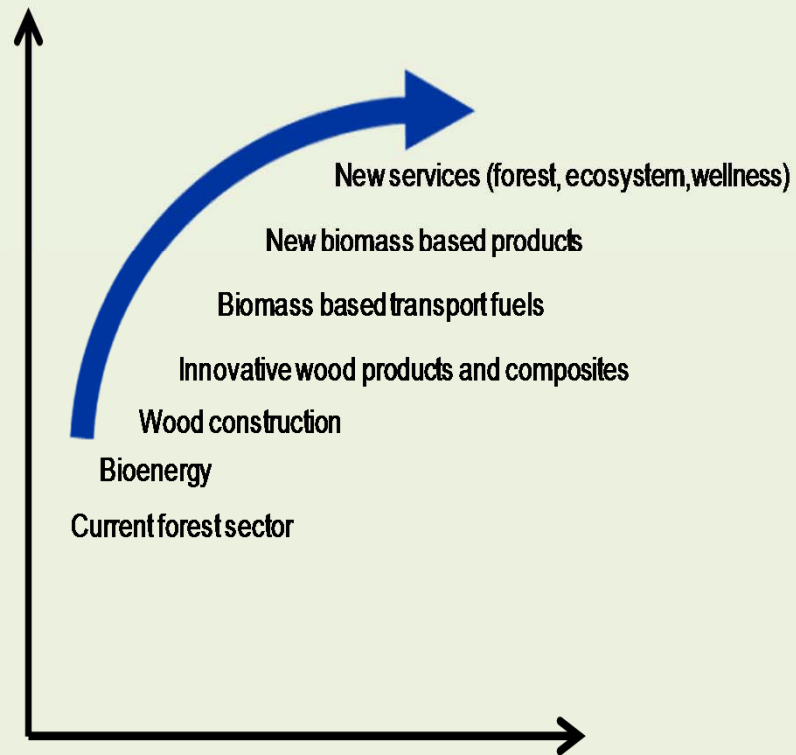 New services (forest, ecosystem,wellness)
New biomass based products
Biomass based transport fuels
Innovative wood products and composites
Wood construction
Bioenergy
Current forest sector